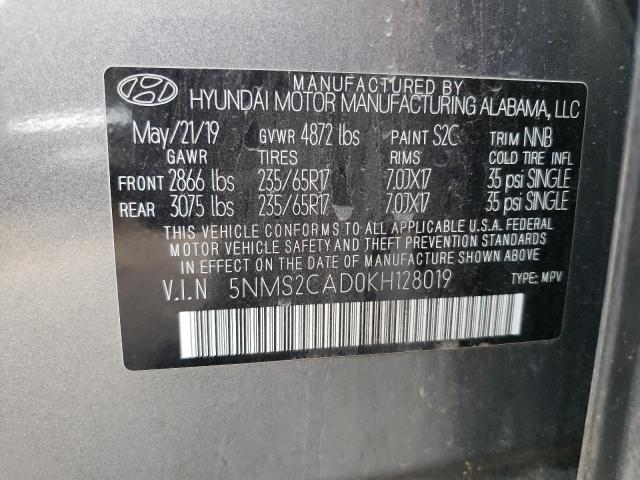 MANUFACTURED BY
HYUNDAI MOTOR MANUFACTURING ALABAMA, LLC
May/21/19 GVWR 4872 lbs PAINT S2C TRIM NNB
GAWR TIRES RIMS COLD TIRE INFL
FRONT 2866 lbs 235/65R17 7.0JX17 35 psi SINGLE
REAR 3075 lbs 235/65R17 7.0JX17 35 psi SINGLE
THIS VEHICLE CONFORMS TO ALL APPLICABLE U.S.A. FEDERAL
MOTOR VEHICLE SAFETY AND THEFT PREVENTION STANDARDS
IN EFFECT ON THE DATE OF MANUFACTURE SHOWN ABOVE.
V.I.N 5NMS2CAD0KH128019 TYPE: MPV